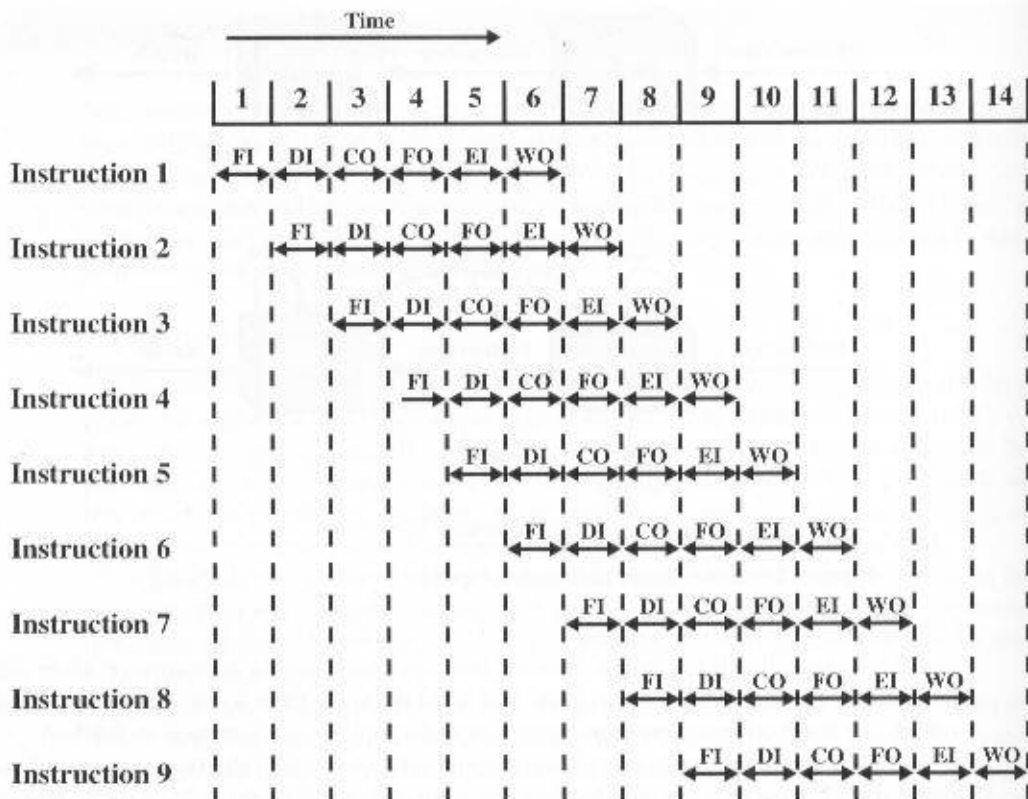 Time
1 2 3 4 5 6 7 8 9 10 11 12 13 14
Instruction 1 FI DI CO FO EI WO
Instruction 2 FI DI CO FO EI WO
Instruction 3 FI DI CO FO EI WO
Instruction 4 FI DI CO FO EI WO
Instruction 5 FI DI CO FO EI WO
Instruction 6 FI DI CO FO EI WO
Instruction 7 FI DI CO FO EI WO
Instruction 8 FI DI CO FO EI WO
Instruction 9 FI DI CO FO EI WO